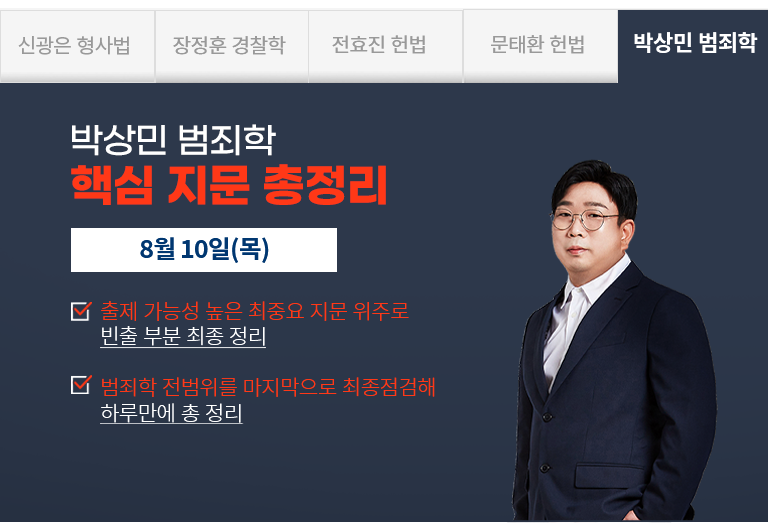 신광은 형사법
장정훈 경찰학
전효진 헌법
문태환 헌법
박상민 범죄학
박상민 범죄학
핵심 지문 총정리
8월 10일(목)
출제 가능성 높은 최중요 지문 위주로
빈출 부분 최종 정리
범죄학 전범위를 마지막으로 최종점검해
하루만에 총 정리